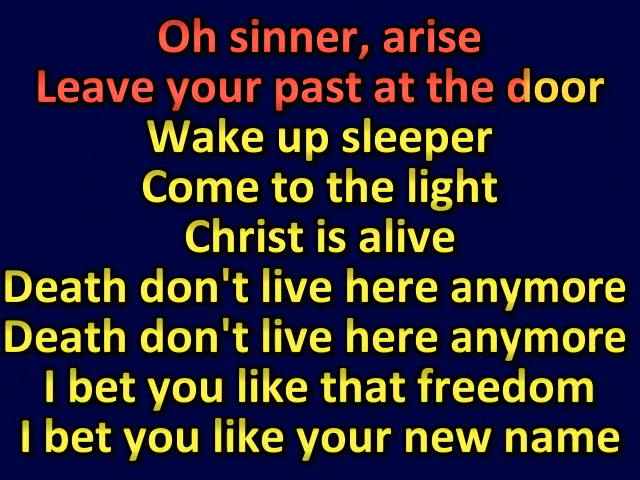 Oh sinner, arise
Leave your past at the door
Wake up sleeper
Come to the light
Christ is alive
Death don't live here anymore
Death don't live here anymore
I bet you like that freedom
I bet you like your new name